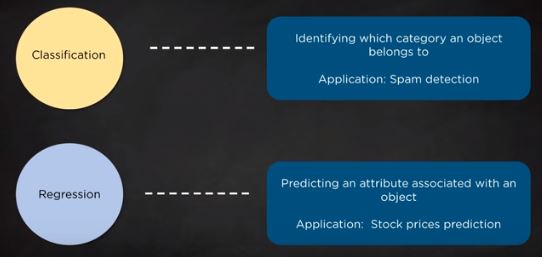 Classification
Identifying which category an object
belongs to
Application: Spam detection
Regression
Predicting an attribute associated with an
object
Application: Stock prices prediction